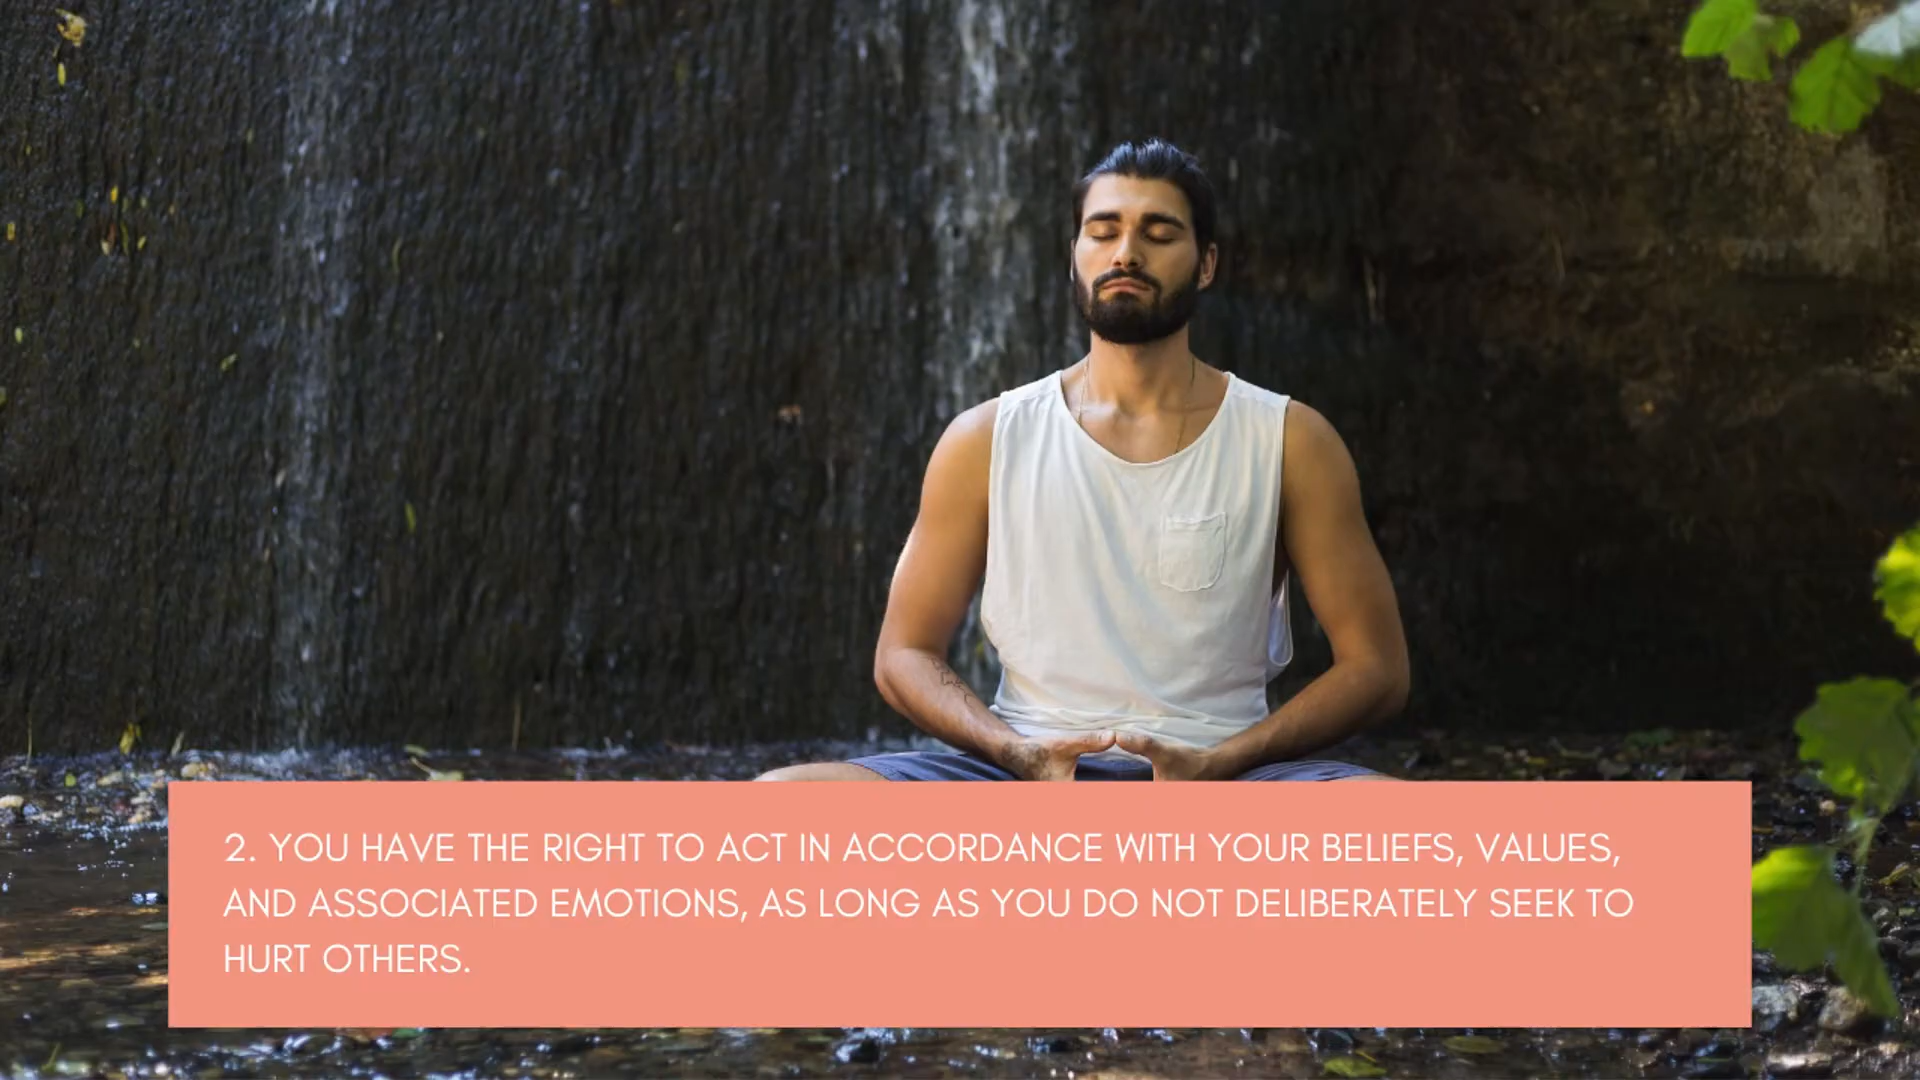 2. YOU HAVE THE RIGHT TO ACT IN ACCORDANCE WITH YOUR BELIEFS, VALUES,
AND ASSOCIATED EMOTIONS, AS LONG AS YOU DO NOT DELIBERATELY SEEK TO
HURT OTHERS.